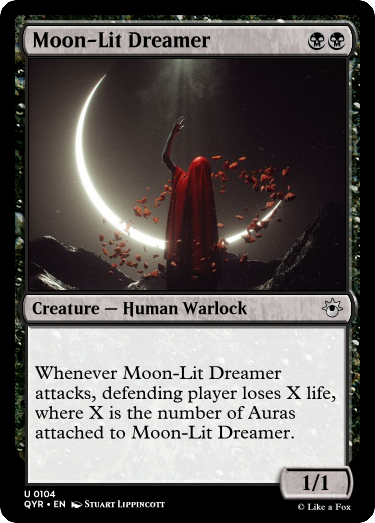 Moon-Lit Dreamer
Creature — Human Warlock
Whenever Moon-Lit Dreamer
attacks, defending player loses X life,
where X is the number of Auras
attached to Moon-Lit Dreamer.
1/1
U 0104
QYR • EN Stuart Lippincott
© Like a Fox